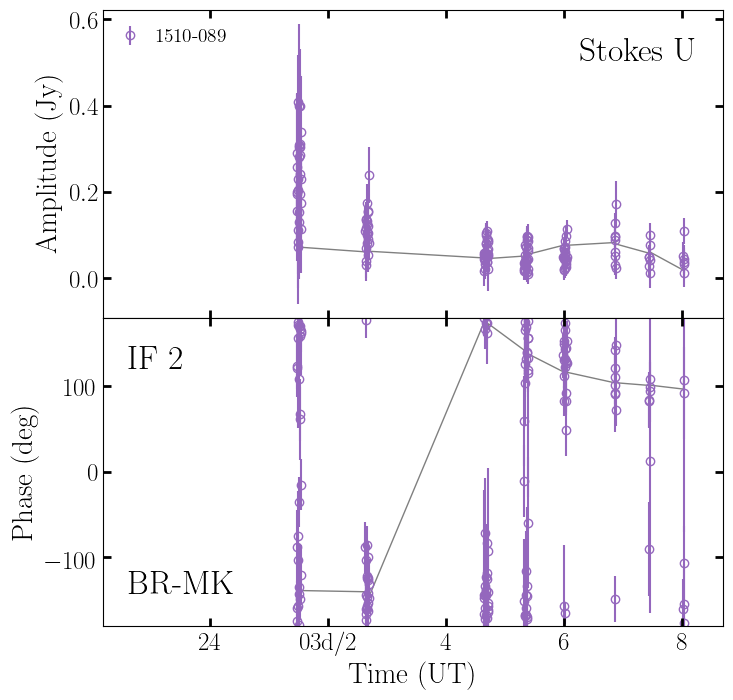 1510-089
Stokes U
0.6
0.4
0.2
0.0
Amplitude (Jy)
IF 2
BR-MK
100
0
−100
Phase (deg)
24
03d/2
4
6
8
Time (UT)